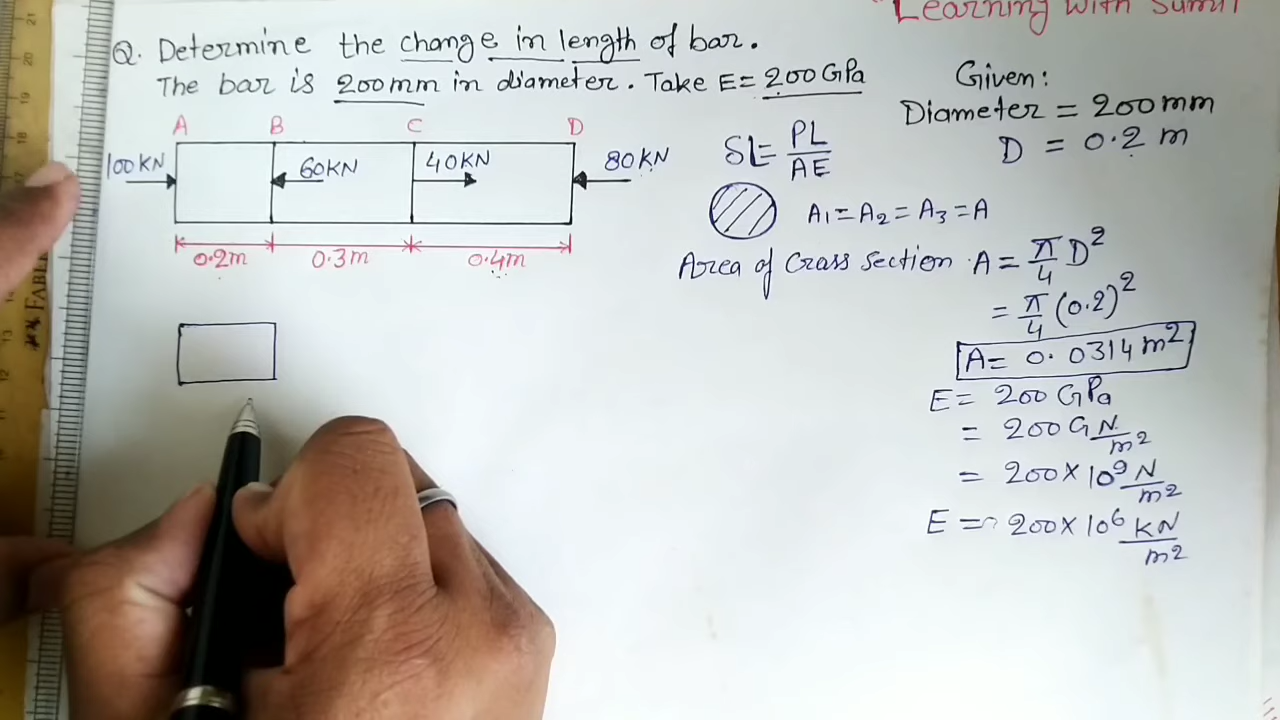 "Learning with Sumit
Q. Determine the change in length of bar.
The bar is 200mm in diameter. Take E= 200 GPa
Given:
Diameter = 200mm
D = 0.2 m
A B C D
100KN 60KN 40KN 80KN
0.2m 0.3m 0.4m
SL= PL/AE
A1=A2=A3=A
Area of Crass section A = π/4 D²
= π/4 (0.2)²
A= 0.0314 m²
E= 200 GPa
= 200 G N/m²
= 200×10⁹ N/m²
E = 200×10⁶ KN/m²